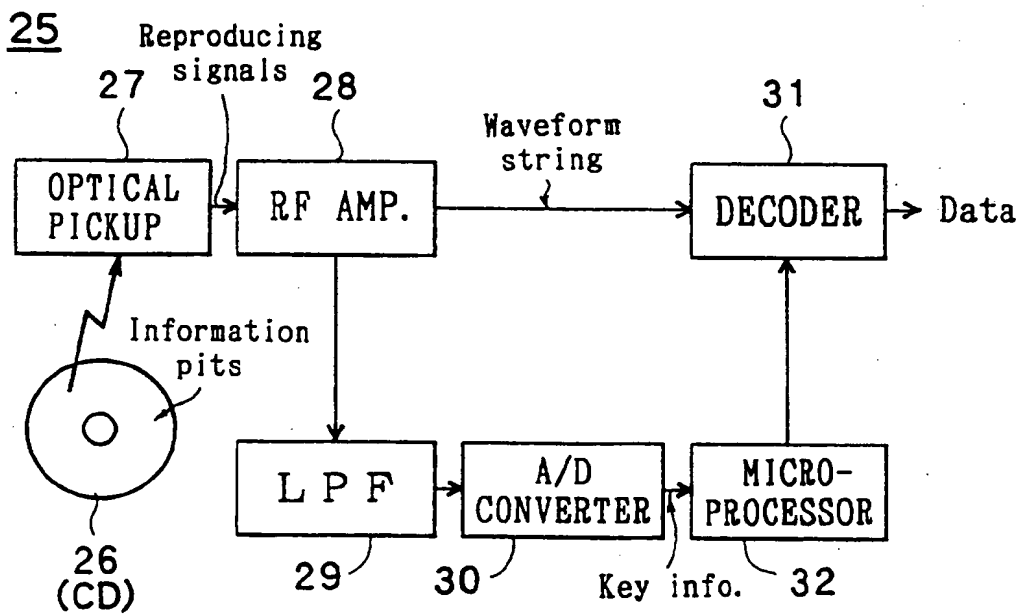 25
Reproducing
signals
27
28
31
Waveform
string
OPTICAL
PICKUP
RF AMP.
DECODER
Data
Information
pits
L P F
A/D
CONVERTER
MICRO-
PROCESSOR
26
(CD)
29
30
Key info.
32